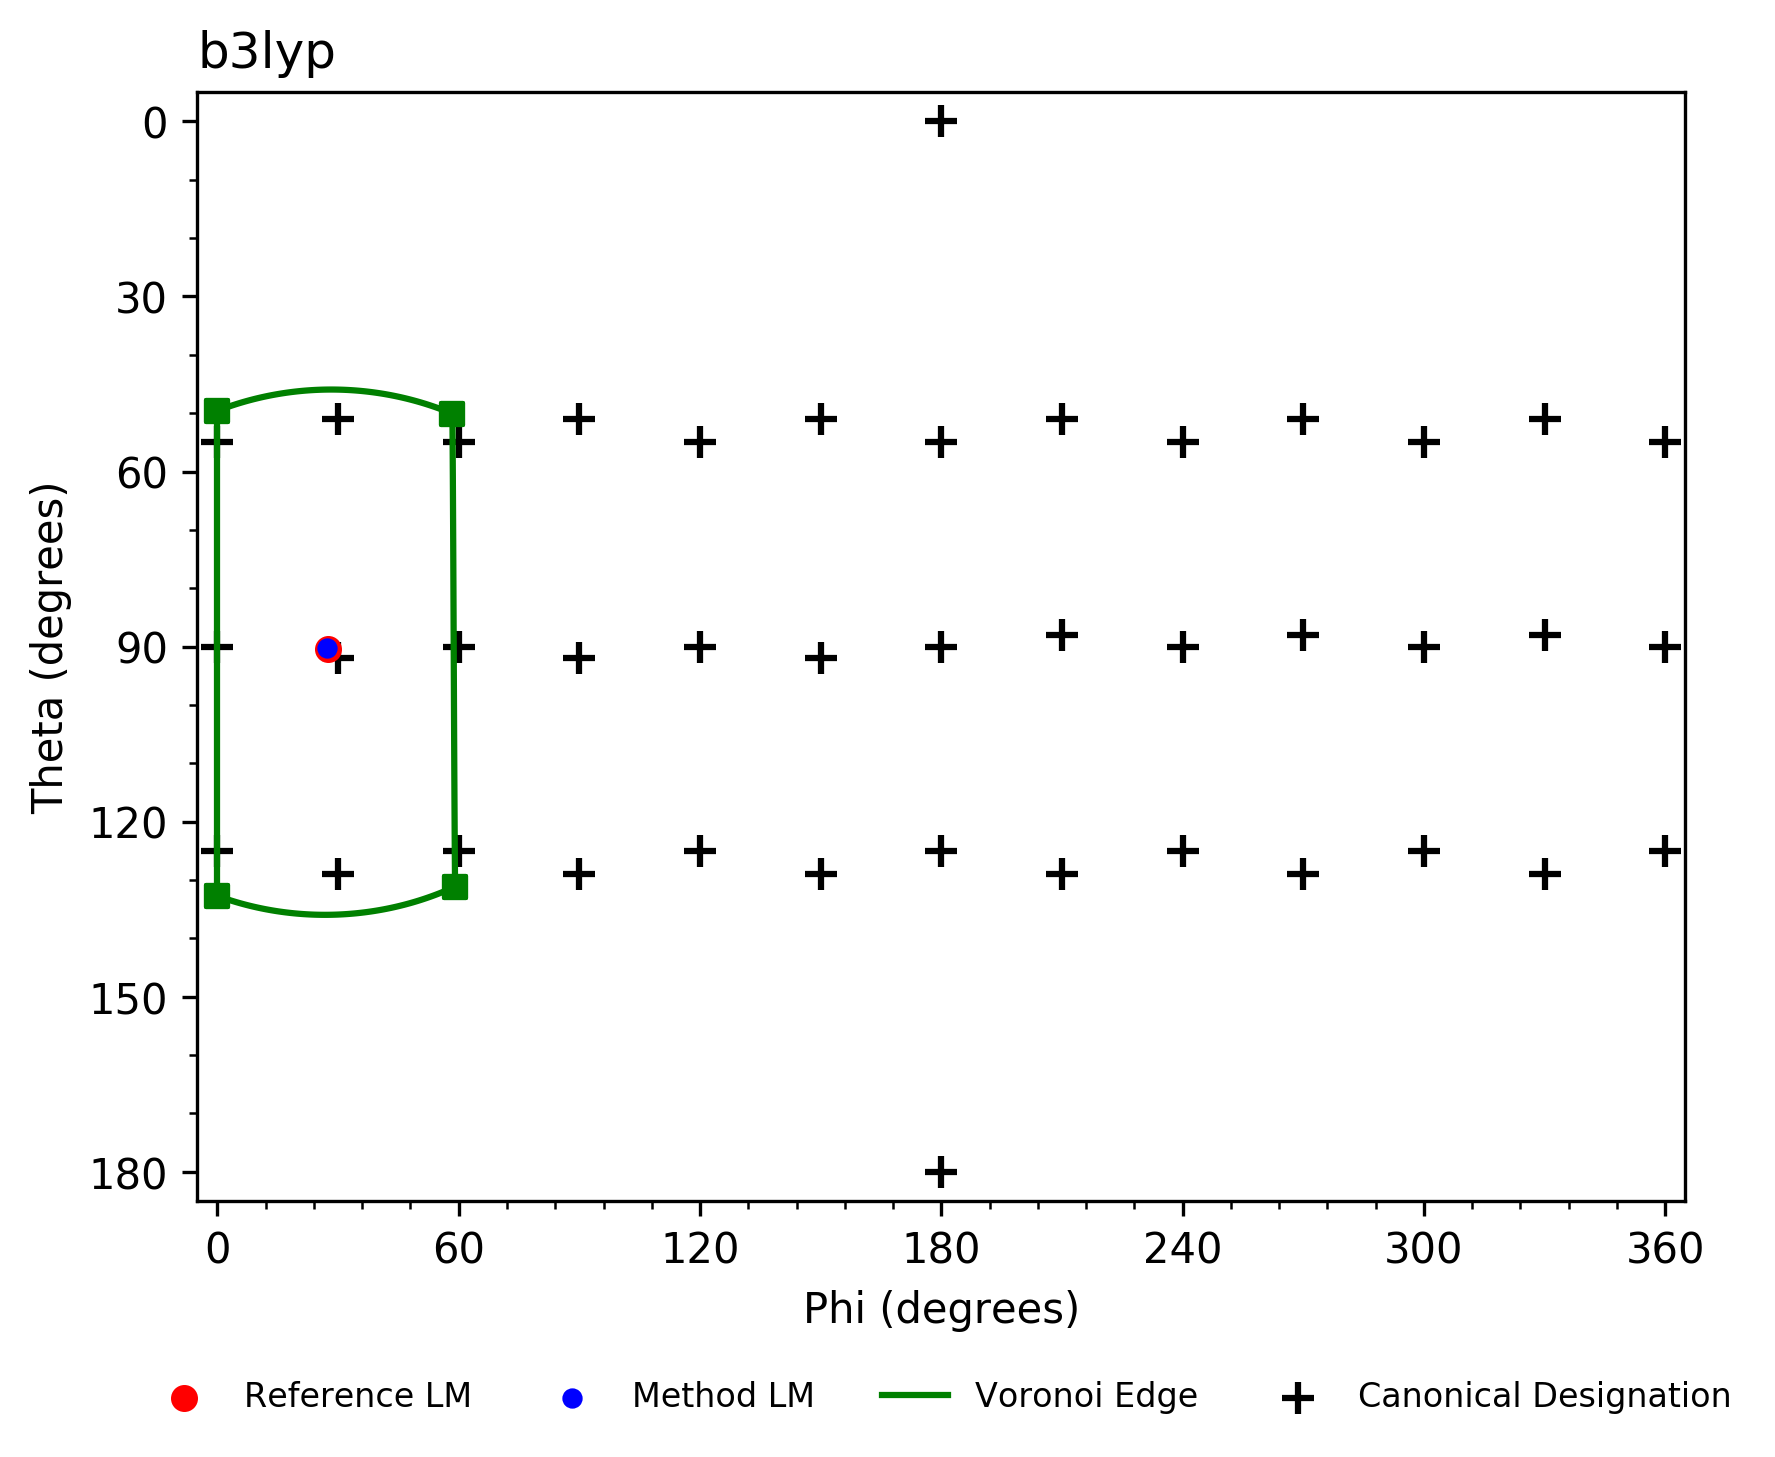 b3lyp
0
30
60
90
120
150
180
Theta (degrees)
0 60 120 180 240 300 360
Phi (degrees)
Reference LM Method LM Voronoi Edge Canonical Designation